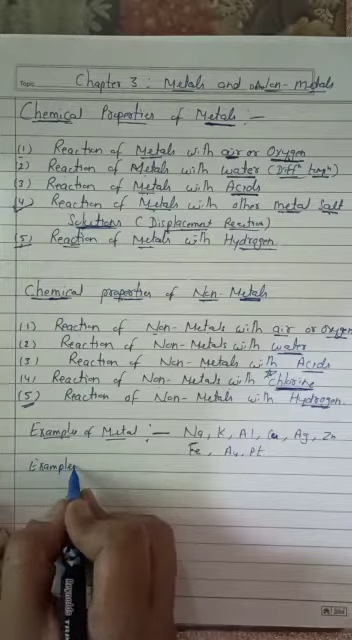 Topic Chapter 3 : Metals and Non-Metals
Chemical Properties of Metals :-
(1) Reaction of Metals with air or Oxygen
(2) Reaction of Metals with water (Diff temp)
(3) Reaction of Metals with Acids
(4) Reaction of Metals with other metal salt
Solutions (Displacement Reaction)
(5) Reaction of Metals with Hydrogen
Chemical properties of Non-Metals
(1) Reaction of Non-Metals with air or Oxygen
(2) Reaction of Non-Metals with water
(3) Reaction of Non-Metals with Acids
(4) Reaction of Non-Metals with Chlorine
(5) Reaction of Non-Metals with Hydrogen
Examples of Metal :- Na, K, Al, Cu, Ag, Zn
Fe, Au, Pt
Examples